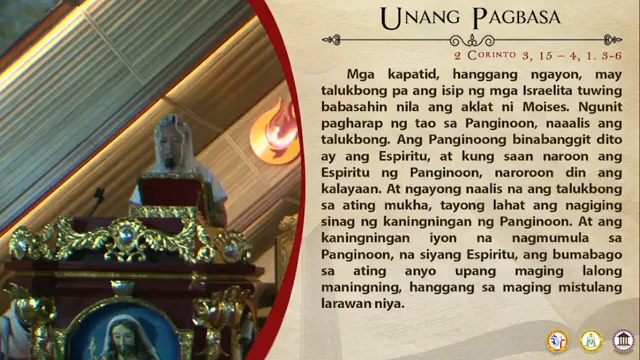 UNANG PAGBASA
2 CORINTO 3, 15 – 4, 1. 3-6
Mga kapatid, hanggang ngayon, may
talukbong pa ang isip ng mga Israelita tuwing
babasahin nila ang aklat ni Moises. Ngunit
pagharap ng tao sa Panginoon, naaalis ang
talukbong. Ang Panginoong binabanggit dito
ay ang Espiritu, at kung saan naroon ang
Espiritu ng Panginoon, naroroon din ang
kalayaan. At ngayong naalis na ang talukbong
sa ating mukha, tayong lahat ang nagiging
sinag ng kaningningan ng Panginoon. At ang
kaningningan iyon na nagmumula sa
Panginoon, na siyang Espiritu, ang bumabago
sa ating anyo upang maging lalong
maningning, hanggang sa maging mistulang
larawan niya.